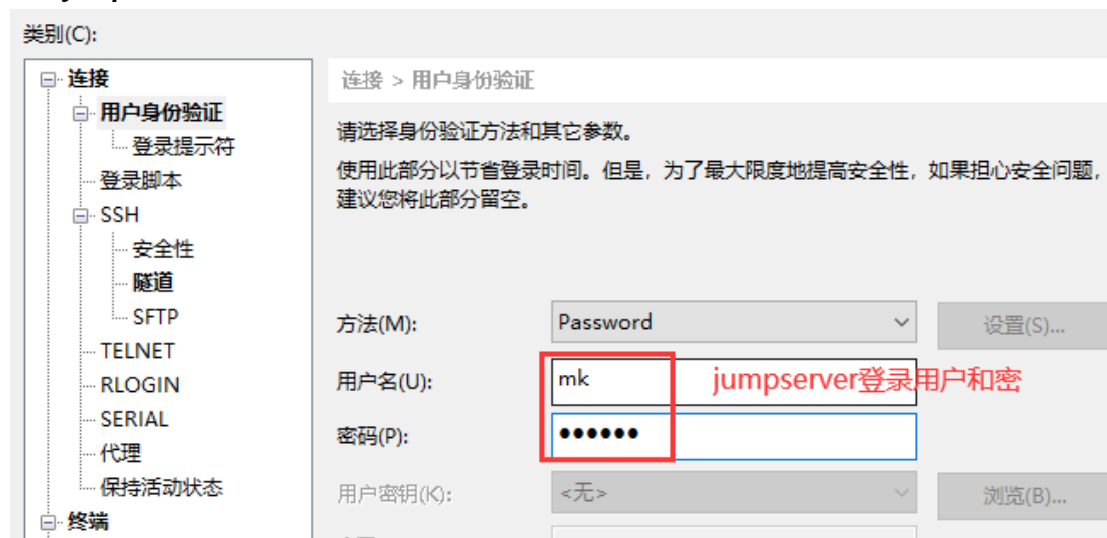 类别(C):
连接
用户身份验证
登录提示符
登录脚本
SSH
安全性
隧道
SFTP
TELNET
RLOGIN
SERIAL
代理
保持活动状态
终端
连接 > 用户身份验证
请选择身份验证方法和其它参数。
使用此部分以节省登录时间。但是，为了最大限度地提高安全性，如果担心安全问题，
建议您将此部分留空。
方法(M): Password 设置(S)...
用户名(U): mk jumpserver登录用户和密
密码(P): ●●●●●●
用户密钥(K): <无> 浏览(B)...